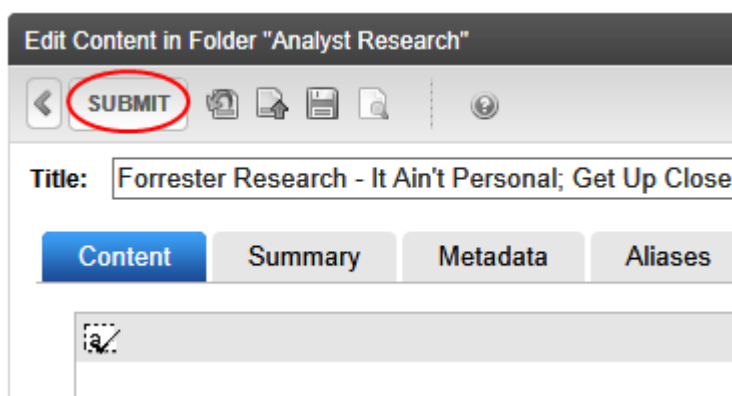 Edit Content in Folder "Analyst Research"
SUBMIT
Title: Forrester Research - It Ain't Personal; Get Up Close
Content Summary Metadata Aliases
a